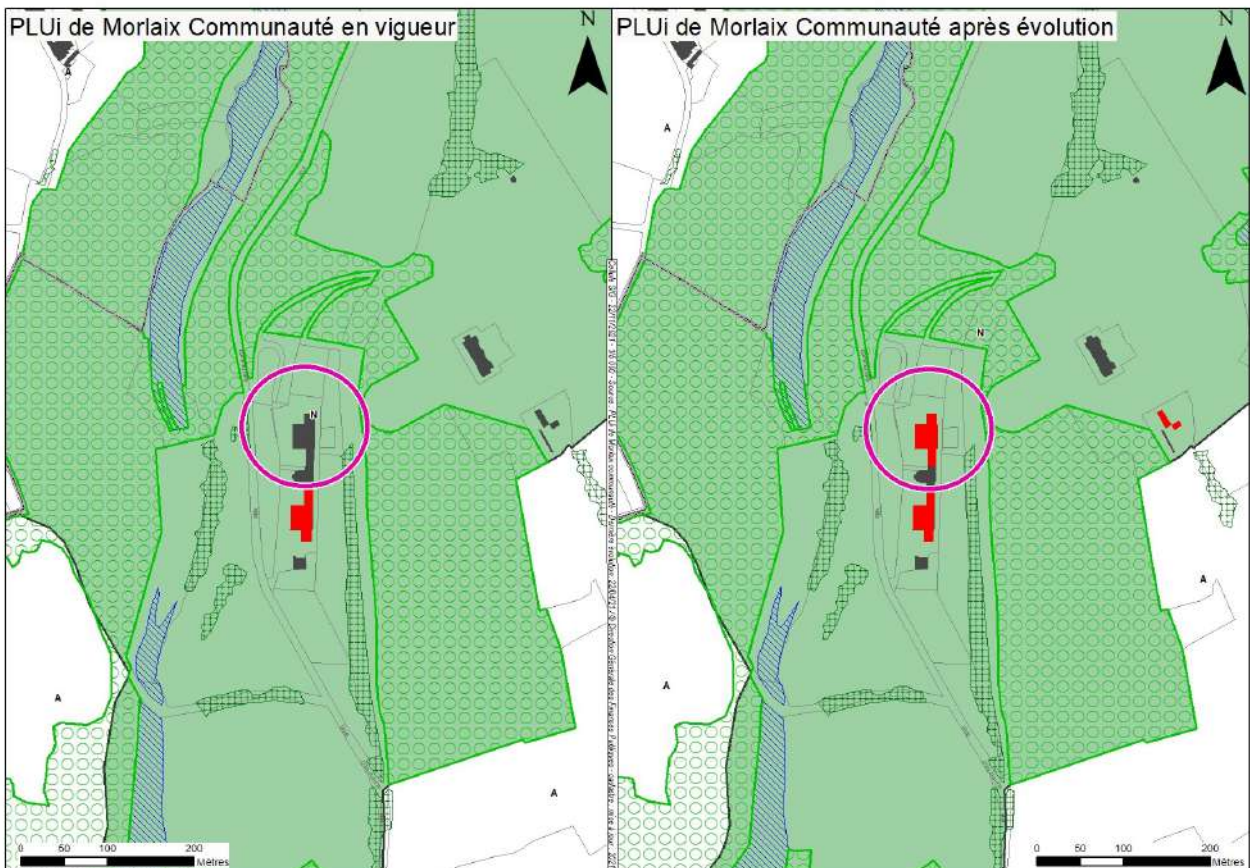 PLUi de Morlaix Communauté en vigueur
N
A
N
A
A
0 50 100 200
Mètres
PLUi de Morlaix Communauté après évolution
N
A
N
A
A
0 50 100 200
Mètres